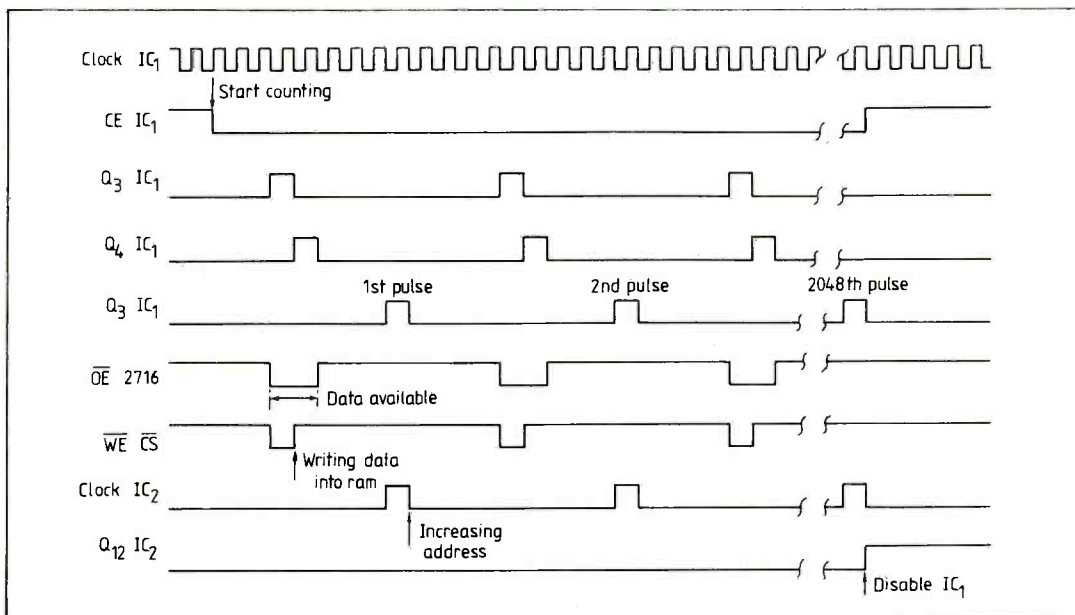 Clock IC1
Start counting
CE IC1
Q3 IC1
Q4 IC1
1st pulse 2nd pulse 2048th pulse
Q3 IC1
OE 2716
Data available
WE CS
Writing data
into ram
Clock IC2
Increasing
address
Q12 IC2
Disable IC1